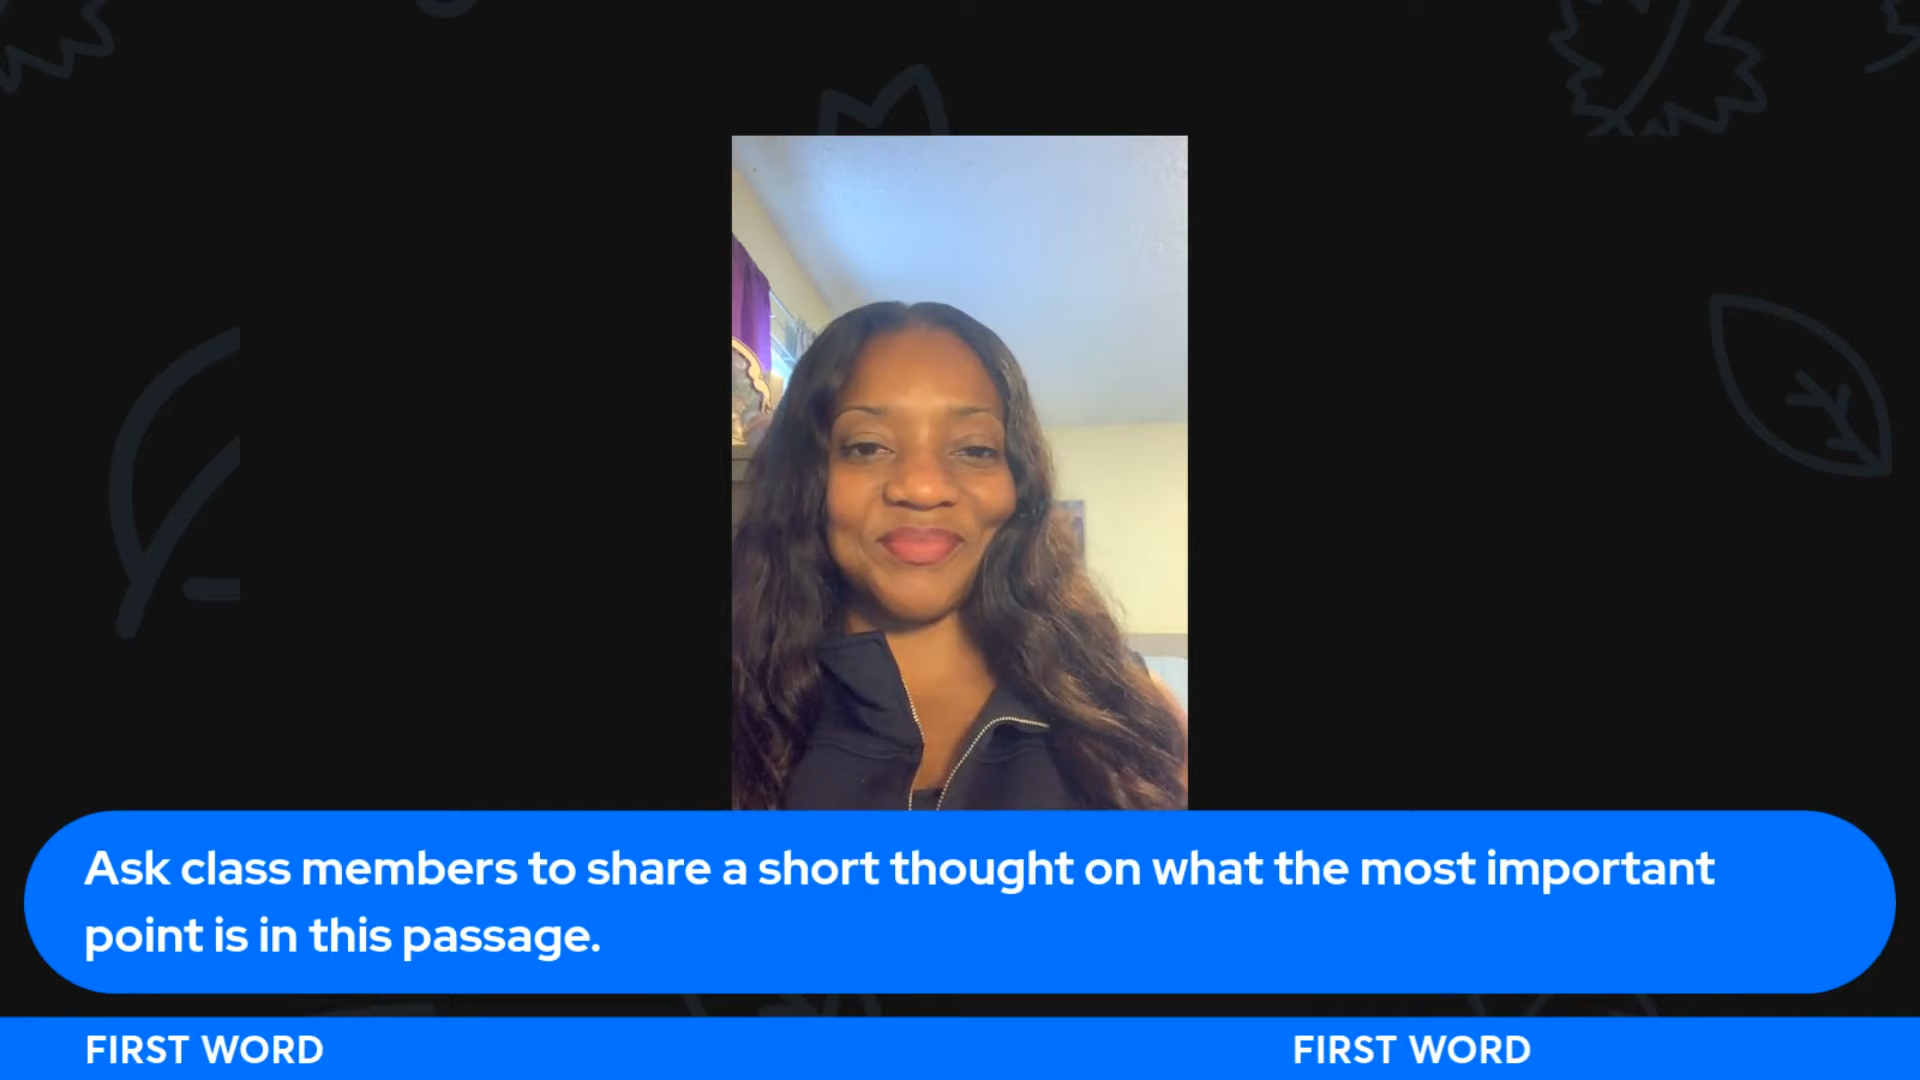 Ask class members to share a short thought on what the most important
point is in this passage.
FIRST WORD
FIRST WORD